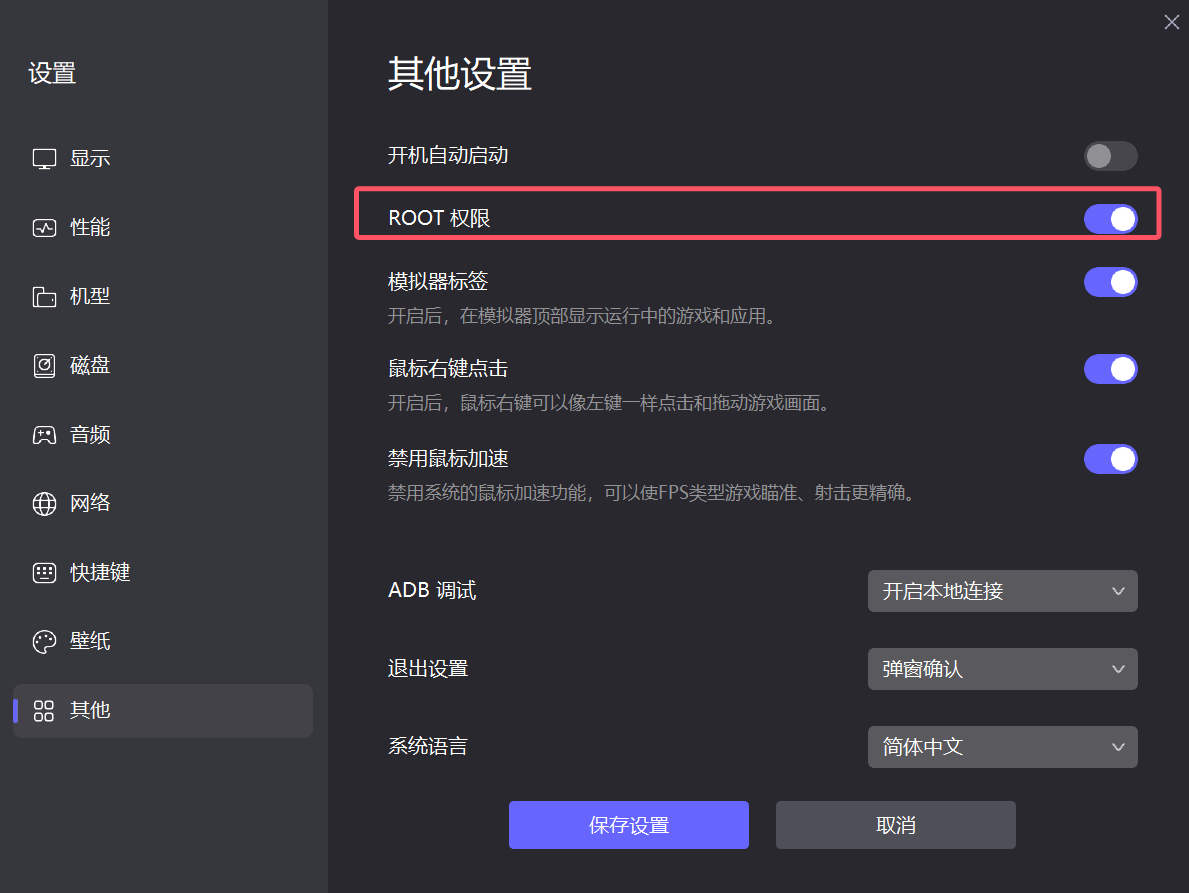 设置
显示
性能
机型
磁盘
音频
网络
快捷键
壁纸
其他
其他设置
开机自动启动
ROOT 权限
模拟器标签
开启后，在模拟器顶部显示运行中的游戏和应用。
鼠标右键点击
开启后，鼠标右键可以像左键一样点击和拖动游戏画面。
禁用鼠标加速
禁用系统的鼠标加速功能，可以使FPS类型游戏瞄准、射击更精确。
ADB 调试
开启本地连接
退出设置
弹窗确认
系统语言
简体中文
保存设置
取消